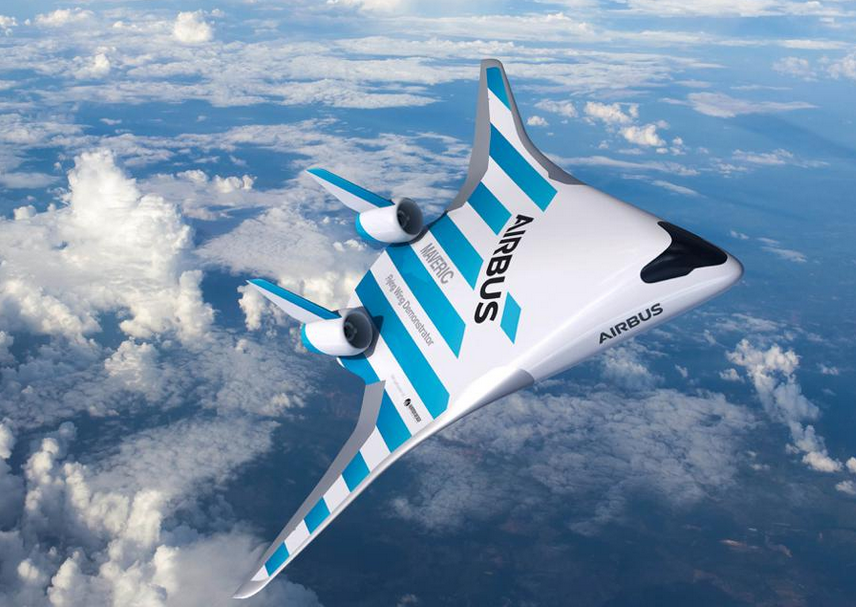 AIRBUS
AIRBUS
MAVERIC
Flying Wing Demonstrator